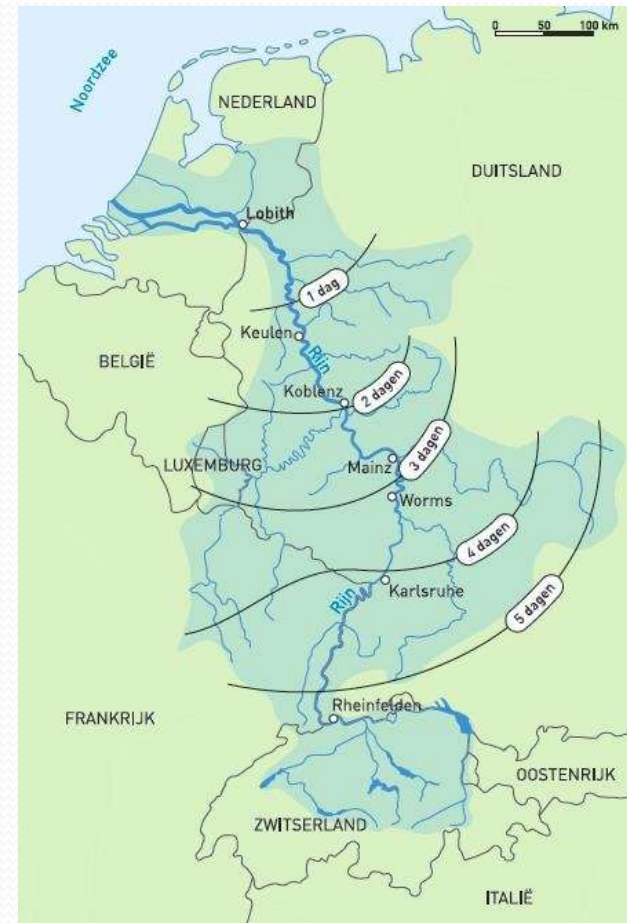 0 50 100 km
Noordzee
NEDERLAND
DUITSLAND
Lobith
1 dag
Keulen
Rijn
BELGIË
Koblenz
2 dagen
LUXEMBURG
Mainz
3 dagen
Worms
4 dagen
Karlsruhe
Rijn
5 dagen
FRANKRIJK
Rheinfelden
OOSTENRIJK
ZWITSERLAND
ITALIË